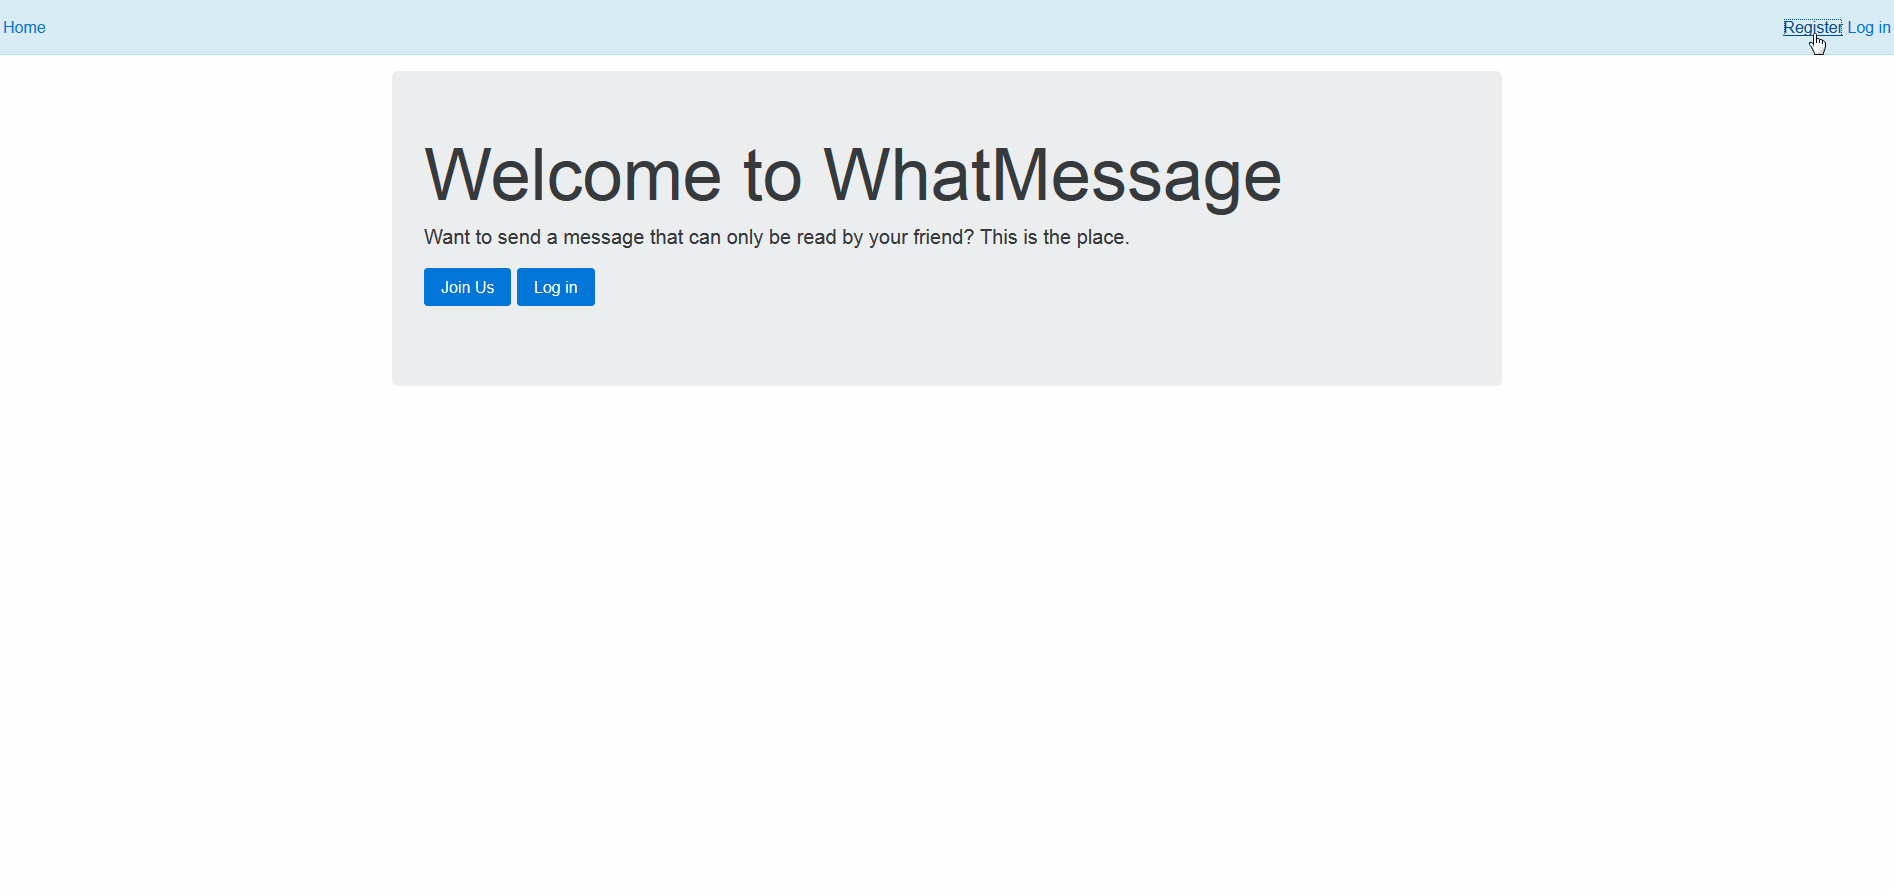 Home
Register Log in
Welcome to WhatMessage
Want to send a message that can only be read by your friend? This is the place.
Join Us Log in